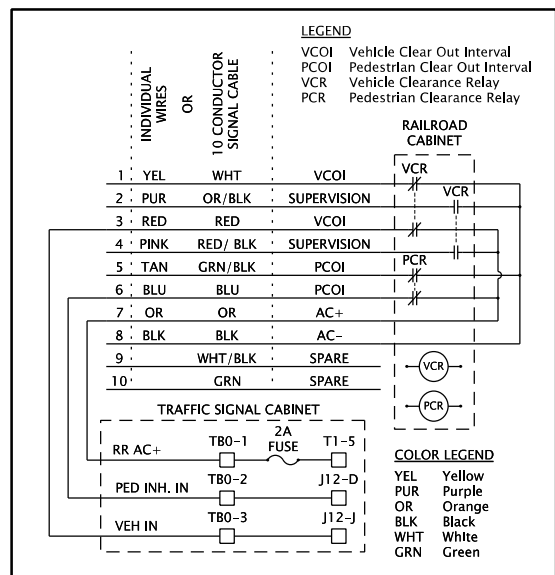 LEGEND
VCOI Vehicle Clear Out Interval
PCOI Pedestrian Clear Out Interval
VCR Vehicle Clearance Relay
PCR Pedestrian Clearance Relay
INDIVIDUAL
WIRES
OR
10 CONDUCTOR
SIGNAL CABLE
RAILROAD
CABINET
VCR
1 YEL WHT VCOI
VCR
2 PUR OR/BLK SUPERVISION
3 RED RED VCOI
4 PINK RED/ BLK SUPERVISION
PCR
5 TAN GRN/BLK PCOI
6 BLU BLU PCOI
7 OR OR AC+
8 BLK BLK AC-
9 WHT/BLK SPARE
VCR
10 GRN SPARE
PCR
TRAFFIC SIGNAL CABINET
2A
FUSE
RR AC+ TB0-1 T1-5
PED INH. IN TB0-2 J12-D
VEH IN TB0-3 J12-J
COLOR LEGEND
YEL Yellow
PUR Purple
OR Orange
BLK Black
WHT White
GRN Green